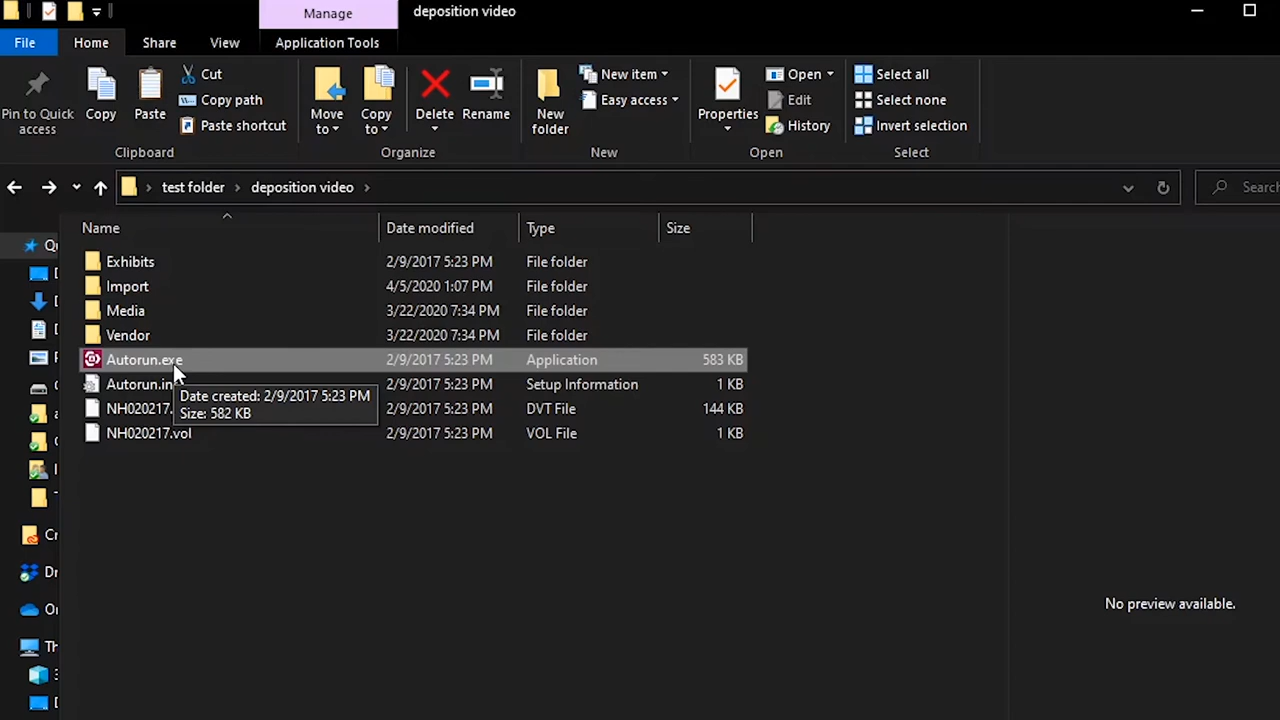 Manage
deposition video
File
Home
Share
View
Application Tools
Pin to Quick access
Copy
Paste
Cut
Copy path
Paste shortcut
Clipboard
Move to
Copy to
Delete
Rename
Organize
New folder
New item
Easy access
New
Properties
Open
Edit
History
Open
Select all
Select none
Invert selection
Select
test folder
deposition video
Name
Date modified
Type
Size
Exhibits 2/9/2017 5:23 PM File folder
Import 4/5/2020 1:07 PM File folder
Media 3/22/2020 7:34 PM File folder
Vendor 3/22/2020 7:34 PM File folder
Autorun.exe 2/9/2017 5:23 PM Application 583 KB
Autorun.in 2/9/2017 5:23 PM Setup Information 1 KB
NH020217. 2/9/2017 5:23 PM DVT File 144 KB
NH020217.vol 2/9/2017 5:23 PM VOL File 1 KB
Date created: 2/9/2017 5:23 PM
Size: 582 KB
No preview available.